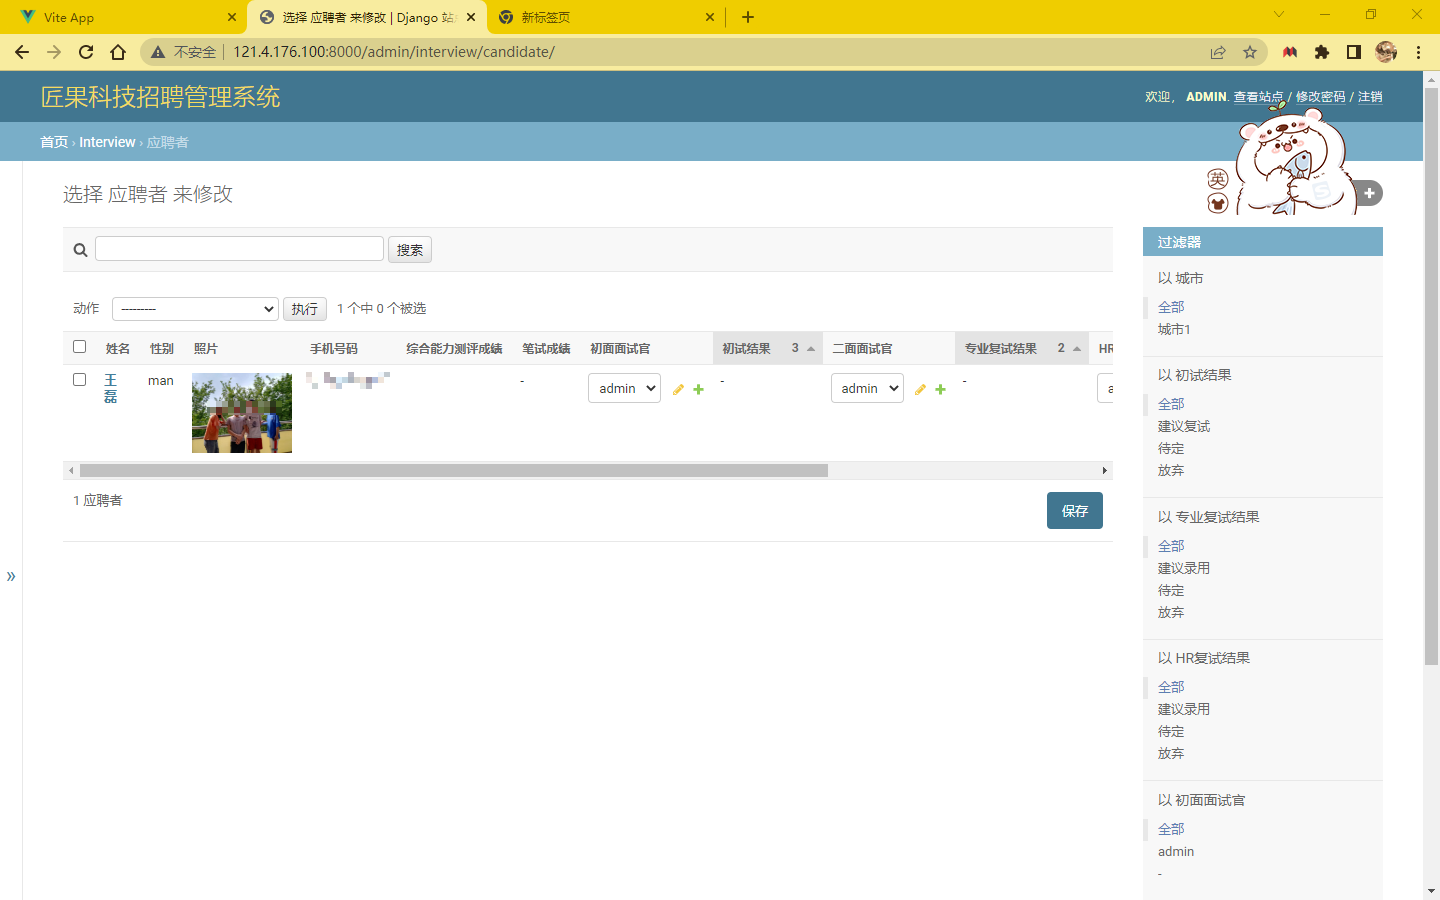 Vite App
选择 应聘者 来修改 | Django 站
新标签页
不安全
121.4.176.100:8000/admin/interview/candidate/
匠果科技招聘管理系统
欢迎， ADMIN. 查看站点 / 修改密码 / 注销
首页 › Interview › 应聘者
英
选择 应聘者 来修改
搜索
动作 --------- 执行 1 个中 0 个被选
姓名 性别 照片 手机号码 综合能力测评成绩 笔试成绩 初面面试官 初试结果 3 二面面试官 专业复试结果 2 HR
王磊 man - admin - admin - a
1 应聘者
保存
»
过滤器
以 城市
全部
城市1
以 初试结果
全部
建议复试
待定
放弃
以 专业复试结果
全部
建议录用
待定
放弃
以 HR复试结果
全部
建议录用
待定
放弃
以 初面面试官
全部
admin
-